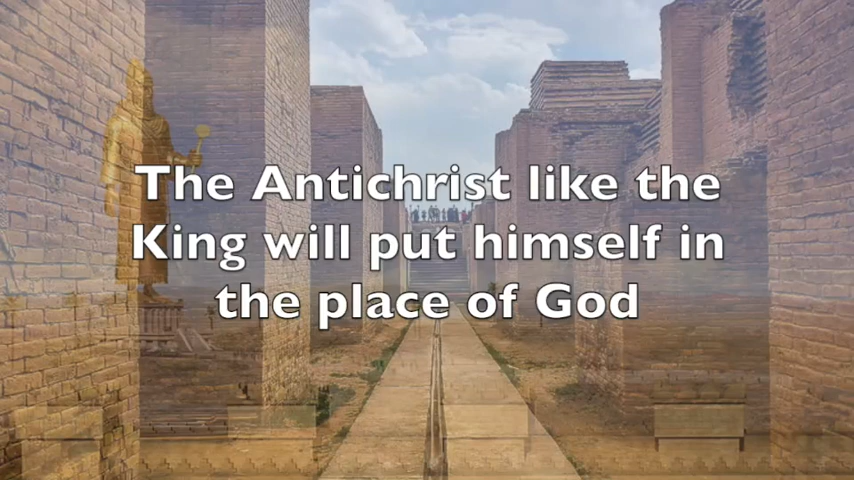 The Antichrist like the
King will put himself in
the place of God